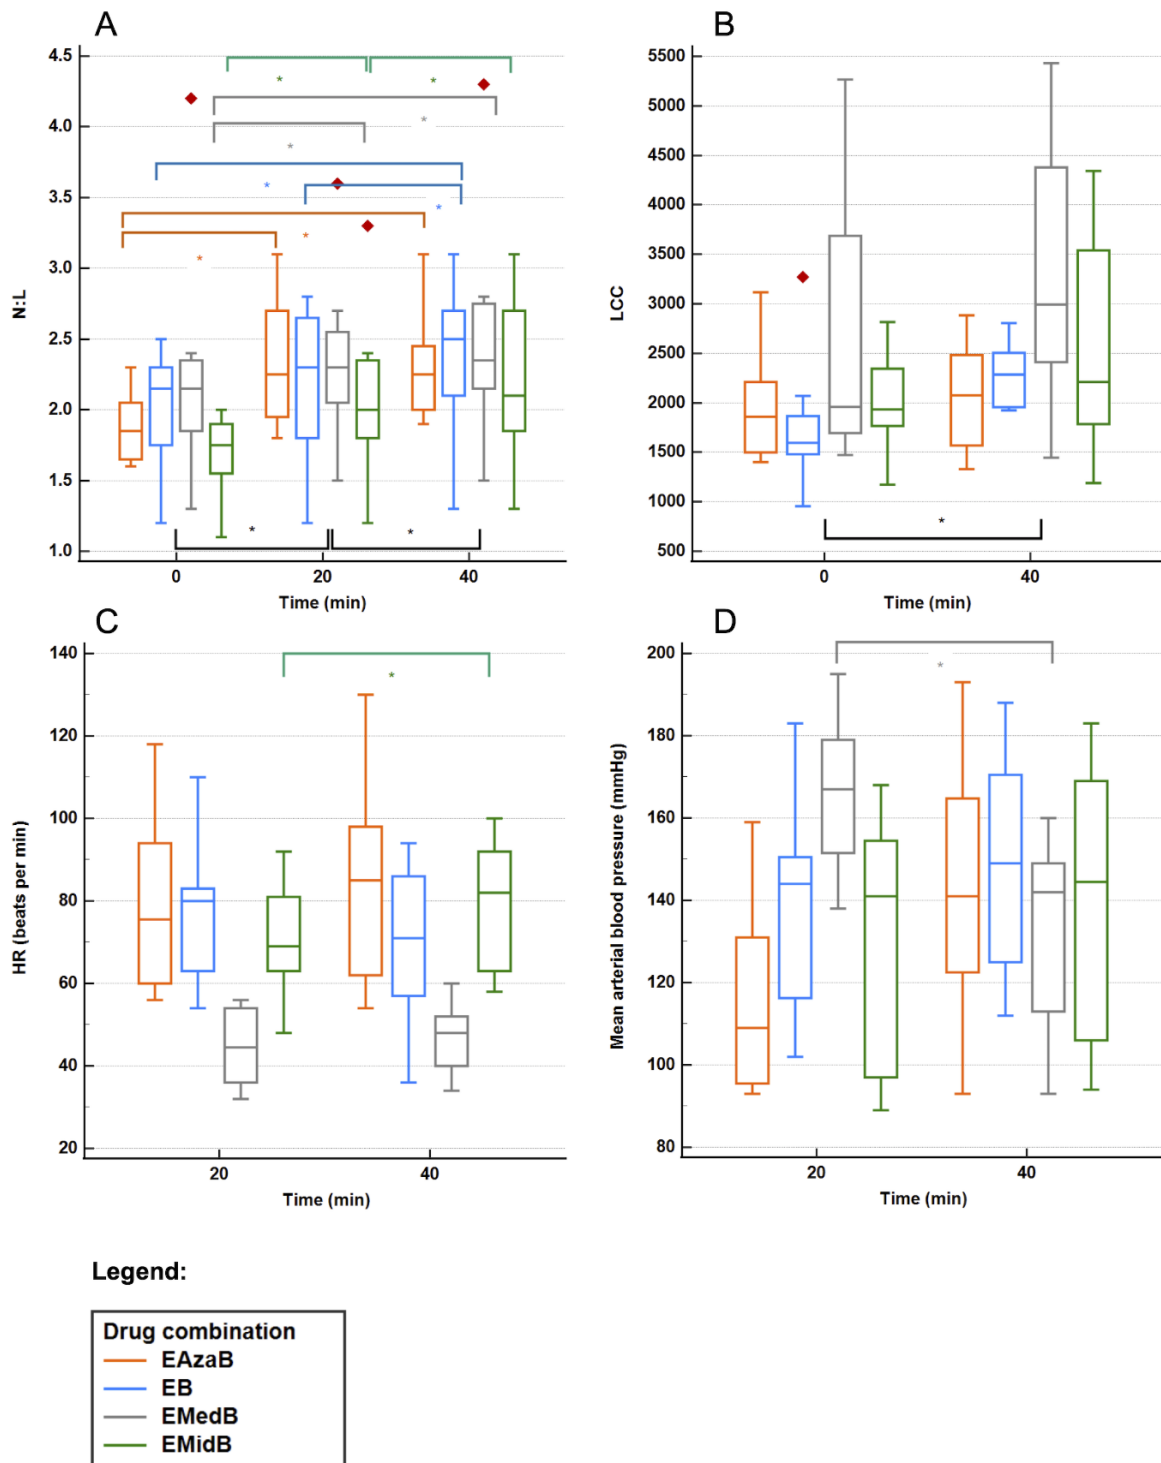 A
4.5
4.0
3.5
3.0
2.5
2.0
1.5
1.0
N:L
* * * * * * * * * *
0 20 40
Time (min)
B
5500
5000
4500
4000
3500
3000
2500
2000
1500
1000
500
LCC
*
0 40
Time (min)
C
140
120
100
80
60
40
20
HR (beats per min)
*
20 40
Time (min)
D
200
180
160
140
120
100
80
Mean arterial blood pressure (mmHg)
*
20 40
Time (min)
Legend:
Drug combination
EAzaB
EB
EMedB
EMidB